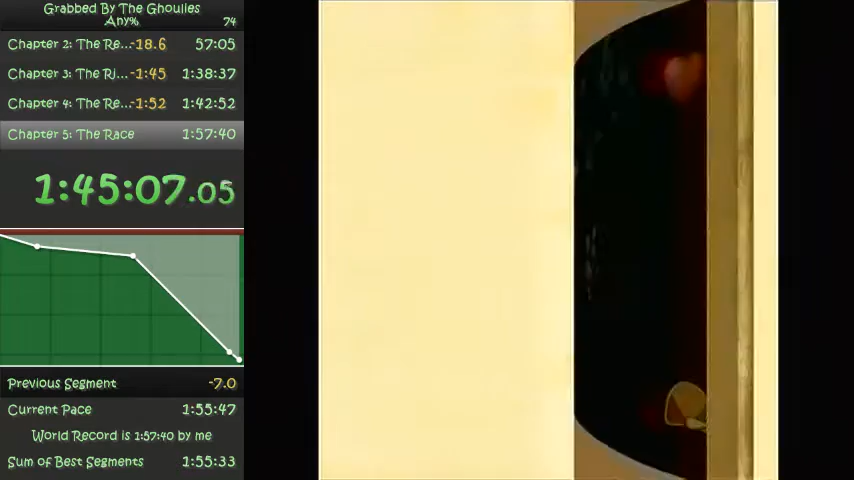 Grabbed By The Ghoulies
Any%
74
Chapter 2: The Re...-18.6 57:05
Chapter 3: The Ri...-1:45 1:38:37
Chapter 4: The Re...-1:52 1:42:52
Chapter 5: The Race 1:57:40
1:45:07.05
Previous Segment -7.0
Current Pace 1:55:47
World Record is 1:57:40 by me
Sum of Best Segments 1:55:33